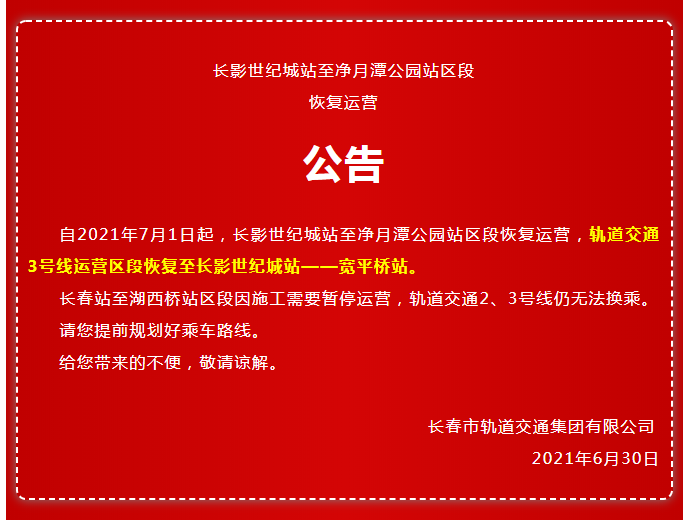 长影世纪城站至净月潭公园站区段
恢复运营
公告
自2021年7月1日起，长影世纪城站至净月潭公园站区段恢复运营，轨道交通
3号线运营区段恢复至长影世纪城站——宽平桥站。
长春站至湖西桥站区段因施工需要暂停运营，轨道交通2、3号线仍无法换乘。
请您提前规划好乘车路线。
给您带来的不便，敬请谅解。
长春市轨道交通集团有限公司
2021年6月30日